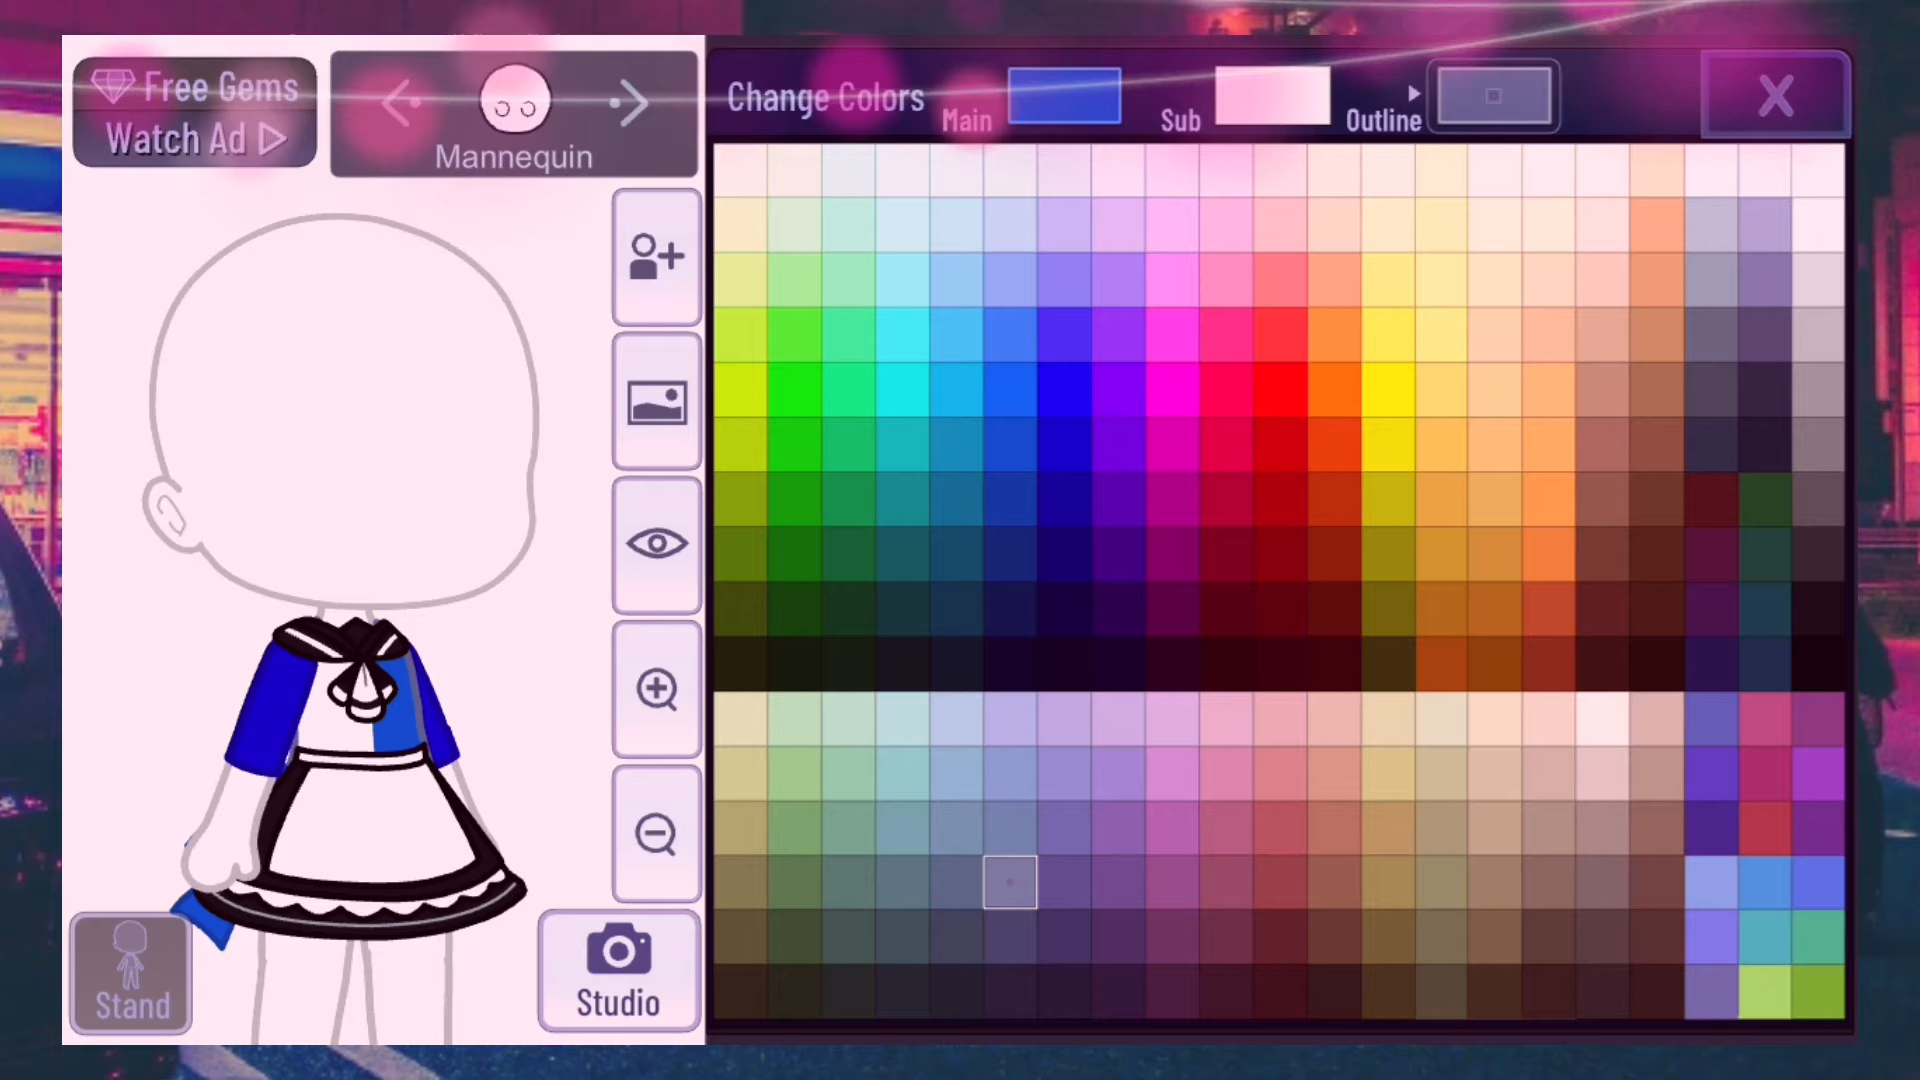 Free Gems
Watch Ad
Mannequin
Change Colors
Main
Sub
Outline
X
Stand
Studio